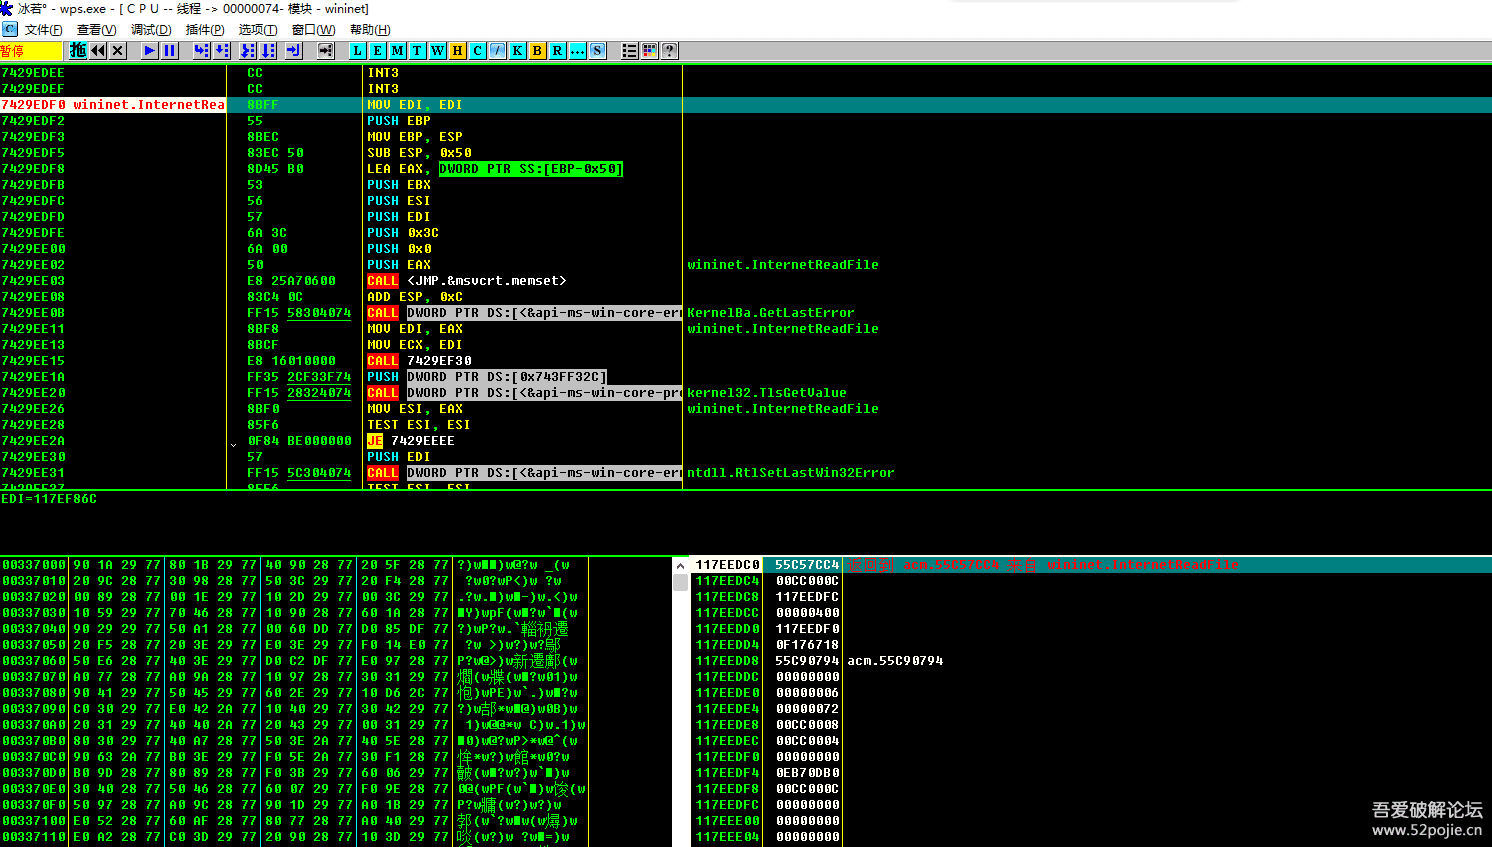 冰若° - wps.exe - [ C P U -- 线程 -> 00000074- 模块 - wininet]
C 文件(F) 查看(V) 调试(D) 插件(P) 选项(T) 窗口(W) 帮助(H)
暂停 拖 L E M T W H C / K B R ... S ?
7429EDEE CC INT3
7429EDEF CC INT3
7429EDF0 wininet.InternetRea 8BFF MOV EDI, EDI
7429EDF2 55 PUSH EBP
7429EDF3 8BEC MOV EBP, ESP
7429EDF5 83EC 50 SUB ESP, 0x50
7429EDF8 8D45 B0 LEA EAX, DWORD PTR SS:[EBP-0x50]
7429EDFB 53 PUSH EBX
7429EDFC 56 PUSH ESI
7429EDFD 57 PUSH EDI
7429EDFE 6A 3C PUSH 0x3C
7429EE00 6A 00 PUSH 0x0
7429EE02 50 PUSH EAX wininet.InternetReadFile
7429EE03 E8 25A70600 CALL <JMP.&msvcrt.memset>
7429EE08 83C4 0C ADD ESP, 0xC
7429EE0B FF15 58304074 CALL DWORD PTR DS:[<&api-ms-win-core-err KernelBa.GetLastError
7429EE11 8BF8 MOV EDI, EAX wininet.InternetReadFile
7429EE13 8BCF MOV ECX, EDI
7429EE15 E8 16010000 CALL 7429EF30
7429EE1A FF35 2CF33F74 PUSH DWORD PTR DS:[0x743FF32C]
7429EE20 FF15 28324074 CALL DWORD PTR DS:[<&api-ms-win-core-pro kernel32.TlsGetValue
7429EE26 8BF0 MOV ESI, EAX wininet.InternetReadFile
7429EE28 85F6 TEST ESI, ESI
7429EE2A 0F84 BE000000 JE 7429EEEE
7429EE30 57 PUSH EDI
7429EE31 FF15 5C304074 CALL DWORD PTR DS:[<&api-ms-win-core-err ntdll.RtlSetLastWin32Error
7429EE37 85F6 TEST ESI, ESI
EDI=117EF86C
00337000 90 1A 29 77 80 1B 29 77 40 90 28 77 20 5F 28 77
00337010 20 9C 28 77 30 98 28 77 50 3C 29 77 20 F4 28 77
00337020 00 89 28 77 00 1E 29 77 10 2D 29 77 00 3C 29 77
00337030 10 59 29 77 70 46 28 77 10 90 28 77 60 1A 28 77
00337040 90 29 29 77 50 A1 28 77 00 60 DD 77 D0 85 DF 77
00337050 20 F5 28 77 20 3E 29 77 E0 3E 29 77 F0 14 E0 77
00337060 50 E6 28 77 40 3E 29 77 D0 C2 DF 77 E0 97 28 77
00337070 A0 77 28 77 A0 9A 28 77 10 97 28 77 30 31 29 77
00337080 90 41 29 77 50 45 29 77 60 2E 29 77 10 D6 2C 77
00337090 C0 30 29 77 E0 42 2A 77 10 40 29 77 30 42 29 77
003370A0 20 31 29 77 40 40 2A 77 20 43 29 77 00 31 29 77
003370B0 80 30 29 77 40 A7 28 77 50 3E 2A 77 40 5E 28 77
003370C0 90 63 2A 77 B0 3E 29 77 F0 5E 2A 77 30 F1 28 77
003370D0 B0 9D 28 77 80 89 28 77 F0 3B 29 77 60 06 29 77
003370E0 30 40 28 77 50 46 28 77 60 07 29 77 F0 9E 28 77
003370F0 50 97 28 77 A0 9C 28 77 90 1D 29 77 A0 1B 29 77
00337100 E0 52 28 77 60 AF 28 77 80 77 28 77 A0 40 29 77
00337110 E0 A2 28 77 C0 3D 29 77 20 90 28 77 10 3D 29 77
117EEDC0 55C57CC4 返回到 acm.55C57CC4 来自 wininet.InternetReadFile
117EEDC4 00CC000C
117EEDC8 117EEDFC
117EEDCC 00000400
117EEDD0 117EEDF0
117EEDD4 0F176718
117EEDD8 55C90794 acm.55C90794
117EEDDC 00000000
117EEDE0 00000006
117EEDE4 00000072
117EEDE8 00CC0008
117EEDEC 00CC0004
117EEDF0 00000000
117EEDF4 0EB70DB0
117EEDF8 00CC000C
117EEDFC 00000000
117EEE00 00000000
117EEE04 00000000
吾爱破解论坛
www.52pojie.cn